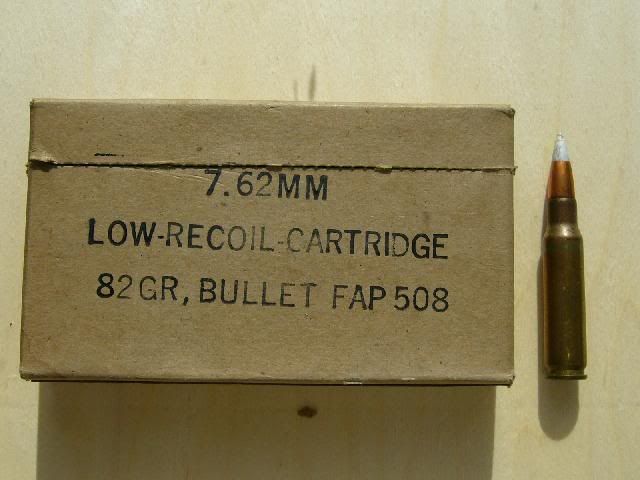 7.62MM
LOW-RECOIL-CARTRIDGE
82GR, BULLET FAP 508